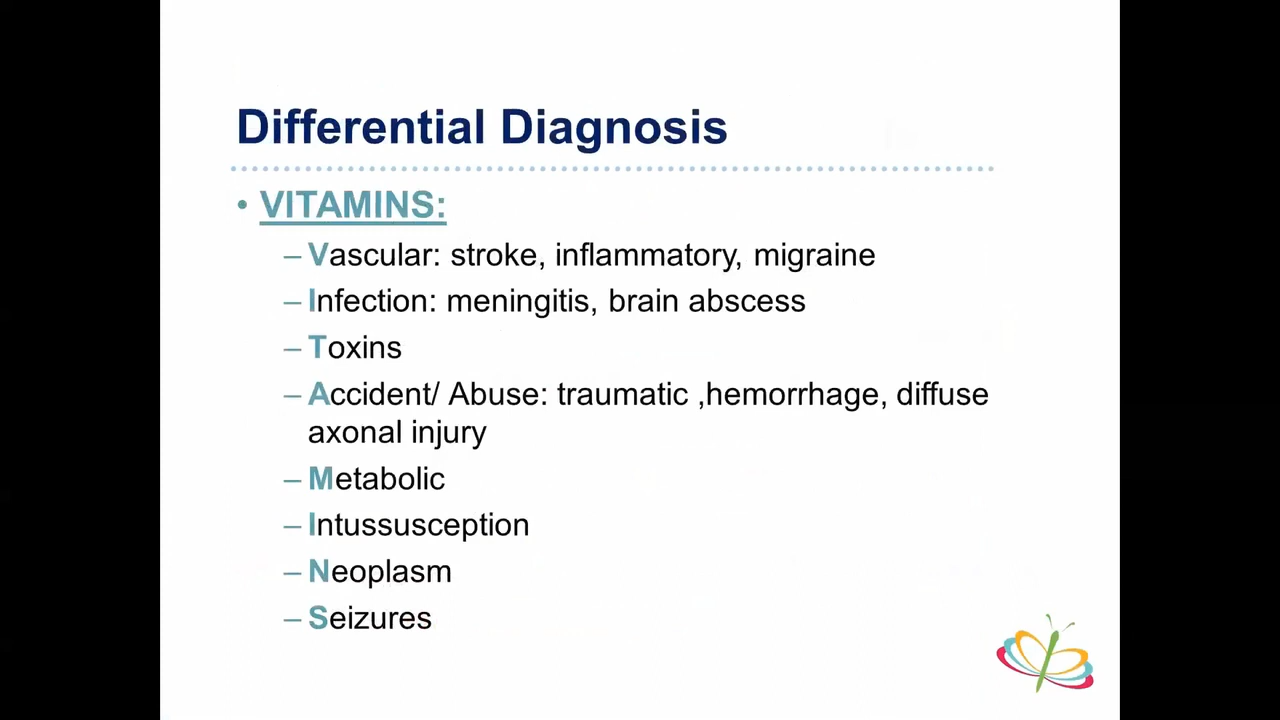 Differential Diagnosis
• VITAMINS:
– Vascular: stroke, inflammatory, migraine
– Infection: meningitis, brain abscess
– Toxins
– Accident/ Abuse: traumatic ,hemorrhage, diffuse
axonal injury
– Metabolic
– Intussusception
– Neoplasm
– Seizures